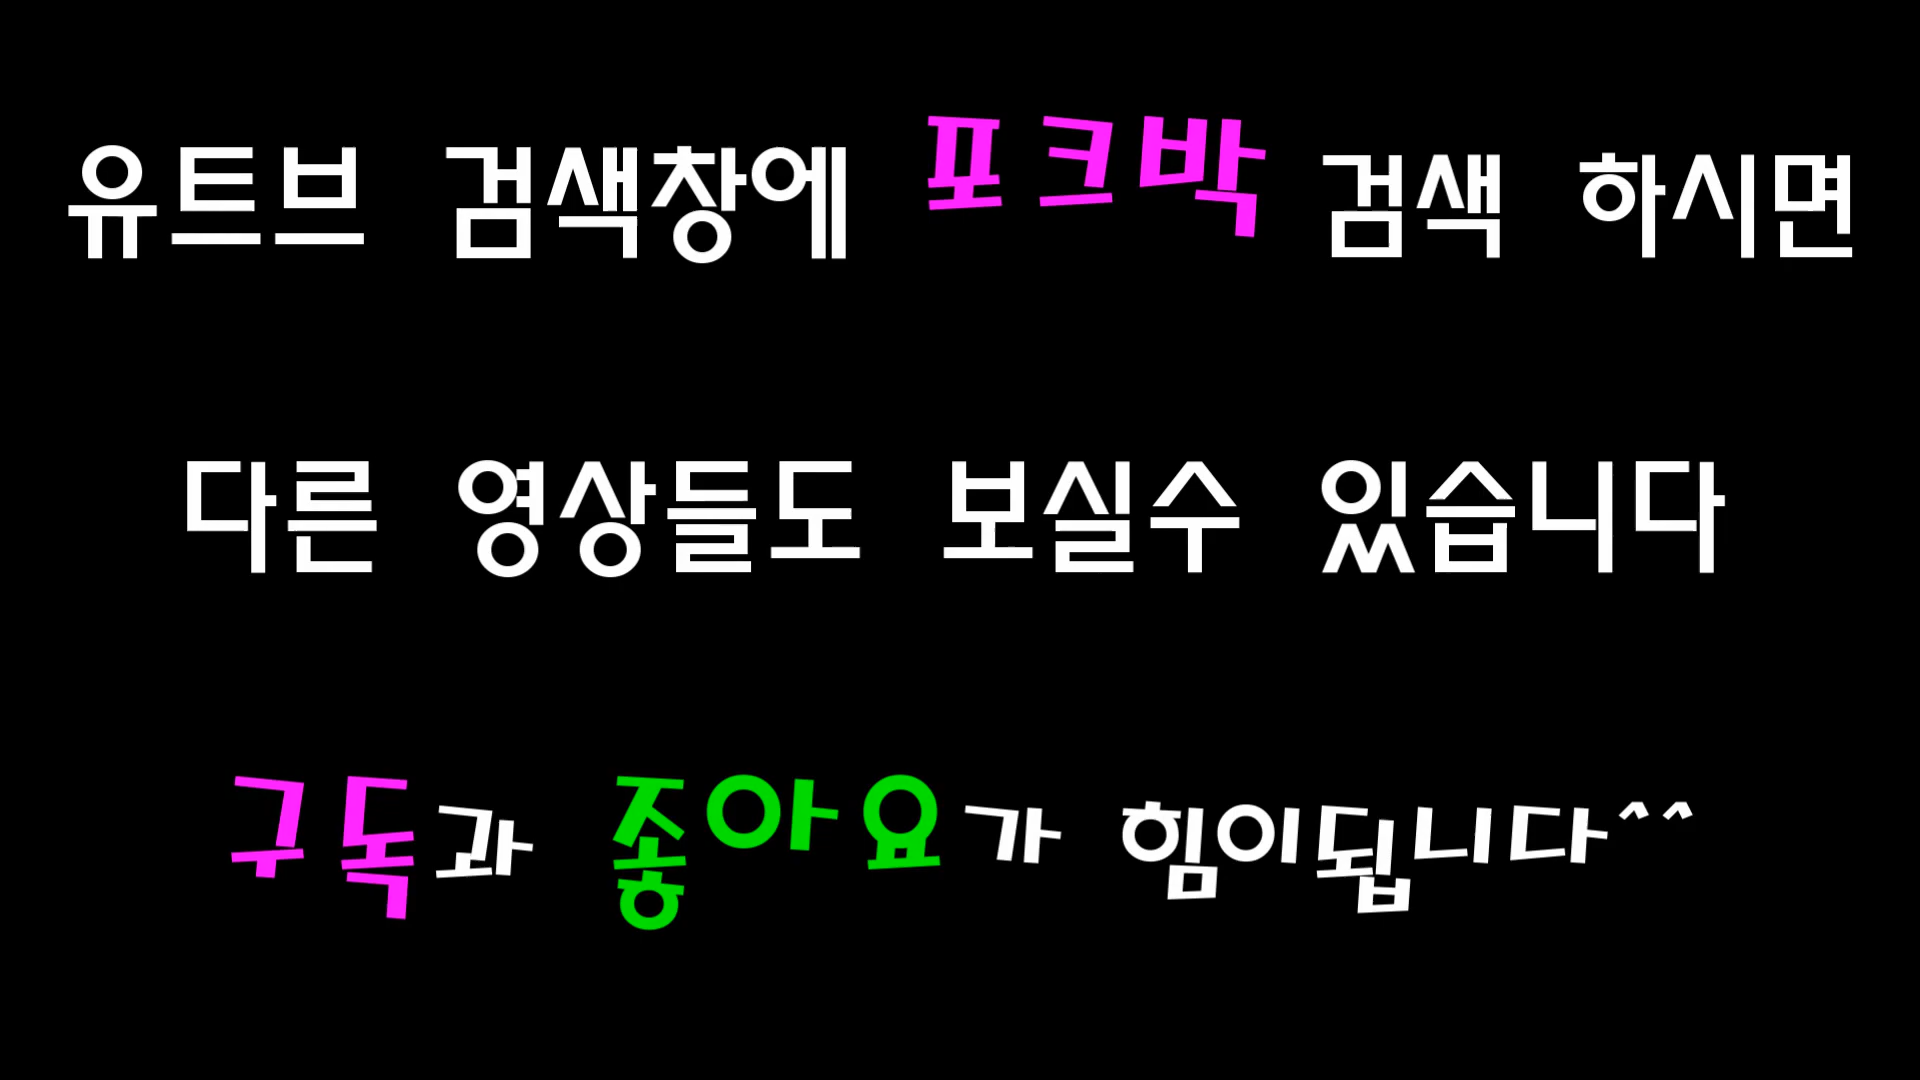 유트브 검색창에 포크박 검색 하시면
다른 영상들도 보실수 있습니다
구독과 좋아요가 힘이됩니다^^